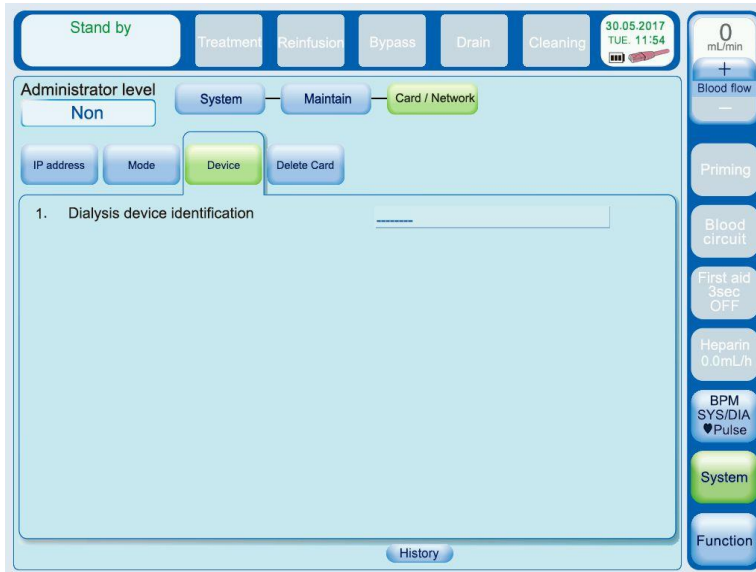 Stand by
Treatment
Reinfusion
Bypass
Drain
Cleaning
30.05.2017
TUE. 11:54
0
mL/min
+
Blood flow
—
Administrator level
Non
System
Maintain
Card / Network
IP address
Mode
Device
Delete Card
1. Dialysis device identification
--------
Priming
Blood
circuit
First aid
3sec
OFF
Heparin
0.0mL/h
BPM
SYS/DIA
♥Pulse
System
Function
History